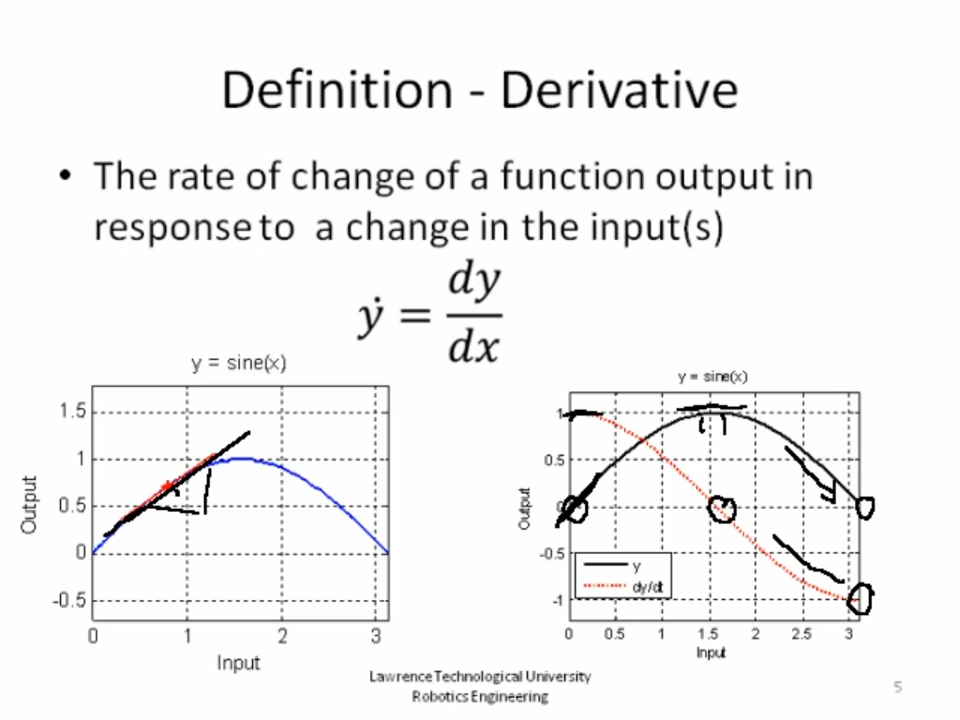 Definition - Derivative
• The rate of change of a function output in
response to a change in the input(s)
ẏ = dy/dx
y = sine(x)
1.5
1
0.5
0
-0.5
Output
0 1 2 3
Input
y = sine(x)
1
0.5
0
-0.5
-1
Output
y
dy/dt
0 0.5 1 1.5 2 2.5 3
Input
Lawrence Technological University
Robotics Engineering
5